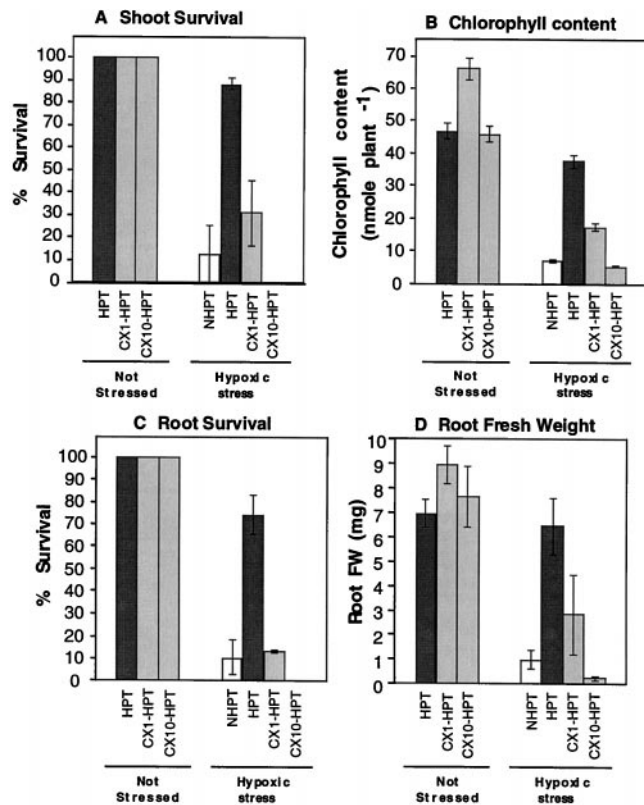 A Shoot Survival
% Survival
100
90
80
70
60
50
40
30
20
10
0
HPT
CX1-HPT
CX10-HPT
NHPT
HPT
CX1-HPT
CX10-HPT
Not
Stressed
Hypoxic
stress
B Chlorophyll content
Chlorophyll content
(nmole plant -1)
70
60
50
40
30
20
10
0
HPT
CX1-HPT
CX10-HPT
NHPT
HPT
CX1-HPT
CX10-HPT
Not
Stressed
Hypoxic
stress
C Root Survival
% Survival
100
90
80
70
60
50
40
30
20
10
0
HPT
CX1-HPT
CX10-HPT
NHPT
HPT
CX1-HPT
CX10-HPT
Not
Stressed
Hypoxic
stress
D Root Fresh Weight
Root FW (mg)
10
9
8
7
6
5
4
3
2
1
0
HPT
CX1-HPT
CX10-HPT
NHPT
HPT
CX1-HPT
CX10-HPT
Not
Stressed
Hypoxic
stress